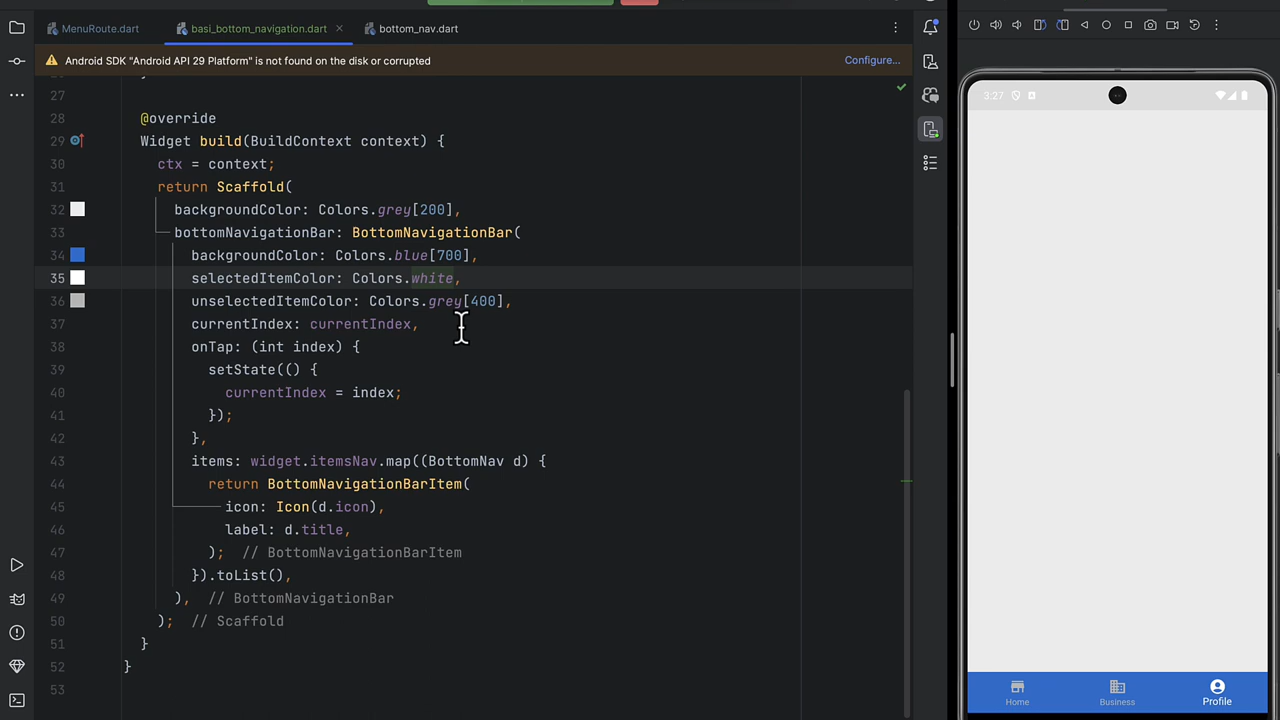 MenuRoute.dart
basi_bottom_navigation.dart
bottom_nav.dart
Android SDK "Android API 29 Platform" is not found on the disk or corrupted
Configure...
27
28 @override
29 Widget build(BuildContext context) {
30 ctx = context;
31 return Scaffold(
32 backgroundColor: Colors.grey[200],
33 bottomNavigationBar: BottomNavigationBar(
34 backgroundColor: Colors.blue[700],
35 selectedItemColor: Colors.white,
36 unselectedItemColor: Colors.grey[400],
37 currentIndex: currentIndex,
38 onTap: (int index) {
39 setState(() {
40 currentIndex = index;
41 });
42 },
43 items: widget.itemsNav.map((BottomNav d) {
44 return BottomNavigationBarItem(
45 icon: Icon(d.icon),
46 label: d.title,
47 ); // BottomNavigationBarItem
48 }).toList(),
49 ), // BottomNavigationBar
50 ); // Scaffold
51 }
52 }
53
3:27
Home
Business
Profile